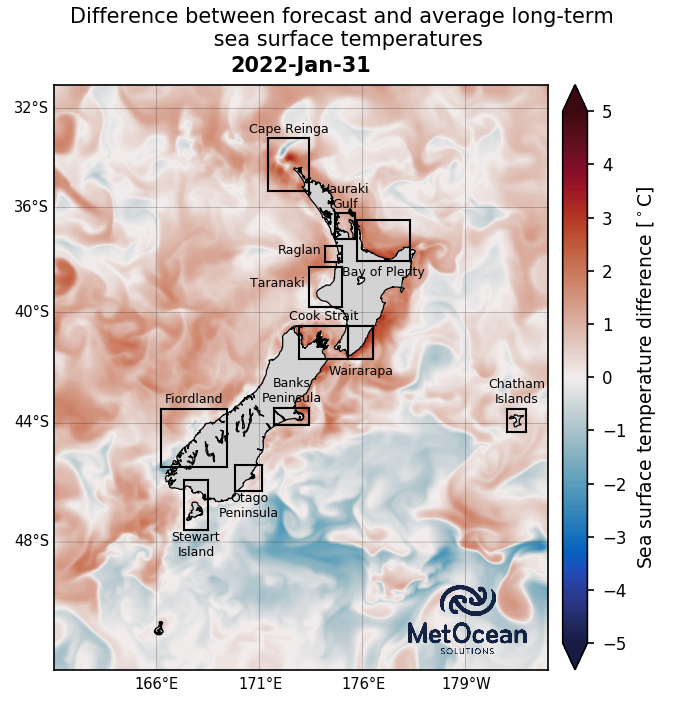 Difference between forecast and average long-term
sea surface temperatures
2022-Jan-31
32°S
36°S
40°S
44°S
48°S
166°E
171°E
176°E
179°W
Cape Reinga
Hauraki
Gulf
Raglan
Bay of Plenty
Taranaki
Cook Strait
Wairarapa
Banks
Peninsula
Fiordland
Chatham
Islands
Otago
Peninsula
Stewart
Island
MetOcean
SOLUTIONS
5
4
3
2
1
0
−1
−2
−3
−4
−5
Sea surface temperature difference [°C]